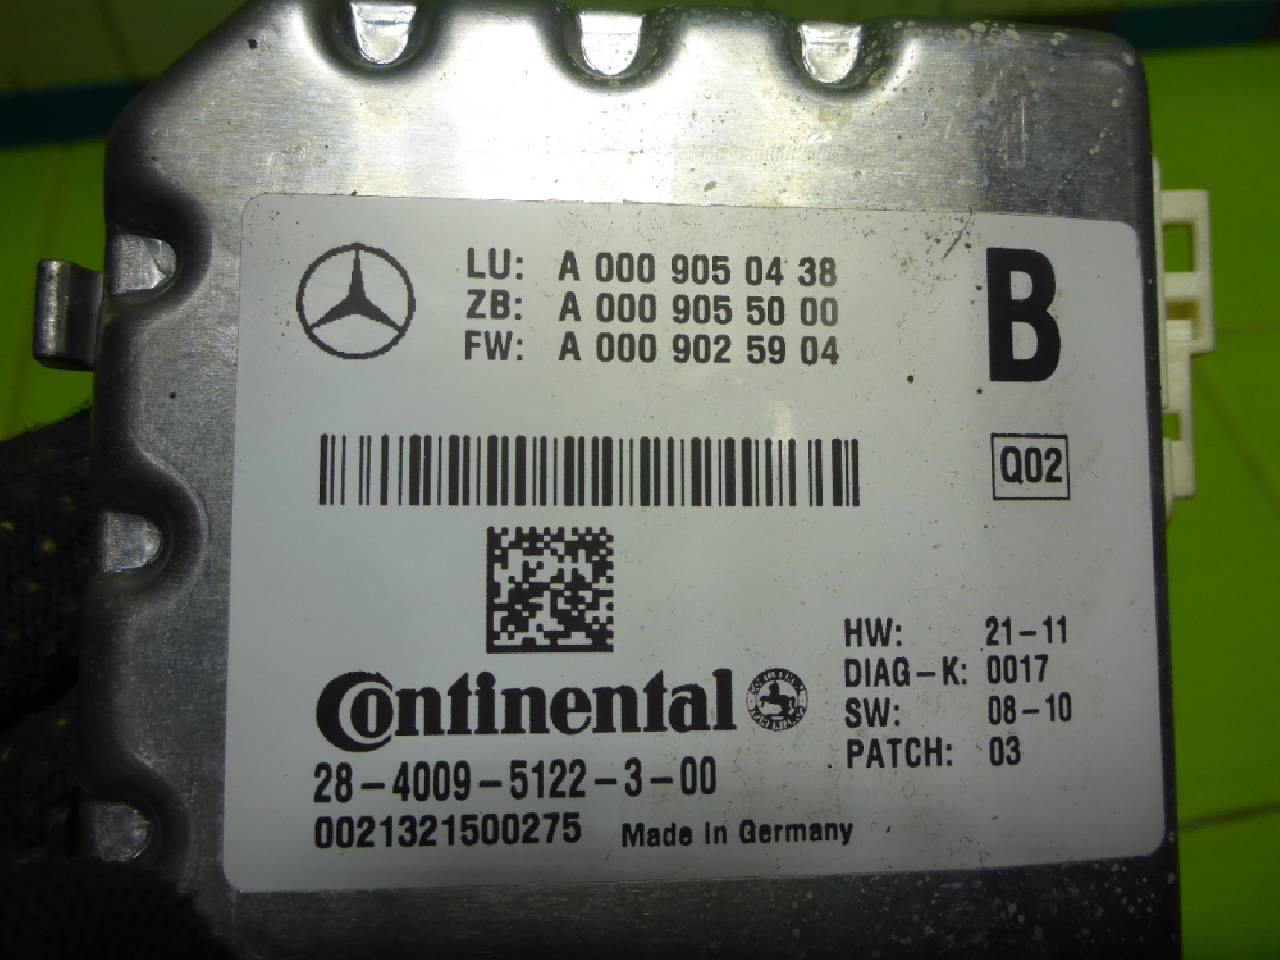 LU: A 000 905 04 38
ZB: A 000 905 50 00
FW: A 000 902 59 04
B
Q02
HW: 21-11
DIAG-K: 0017
SW: 08-10
PATCH: 03
Continental
28-4009-5122-3-00
0021321500275 Made in Germany